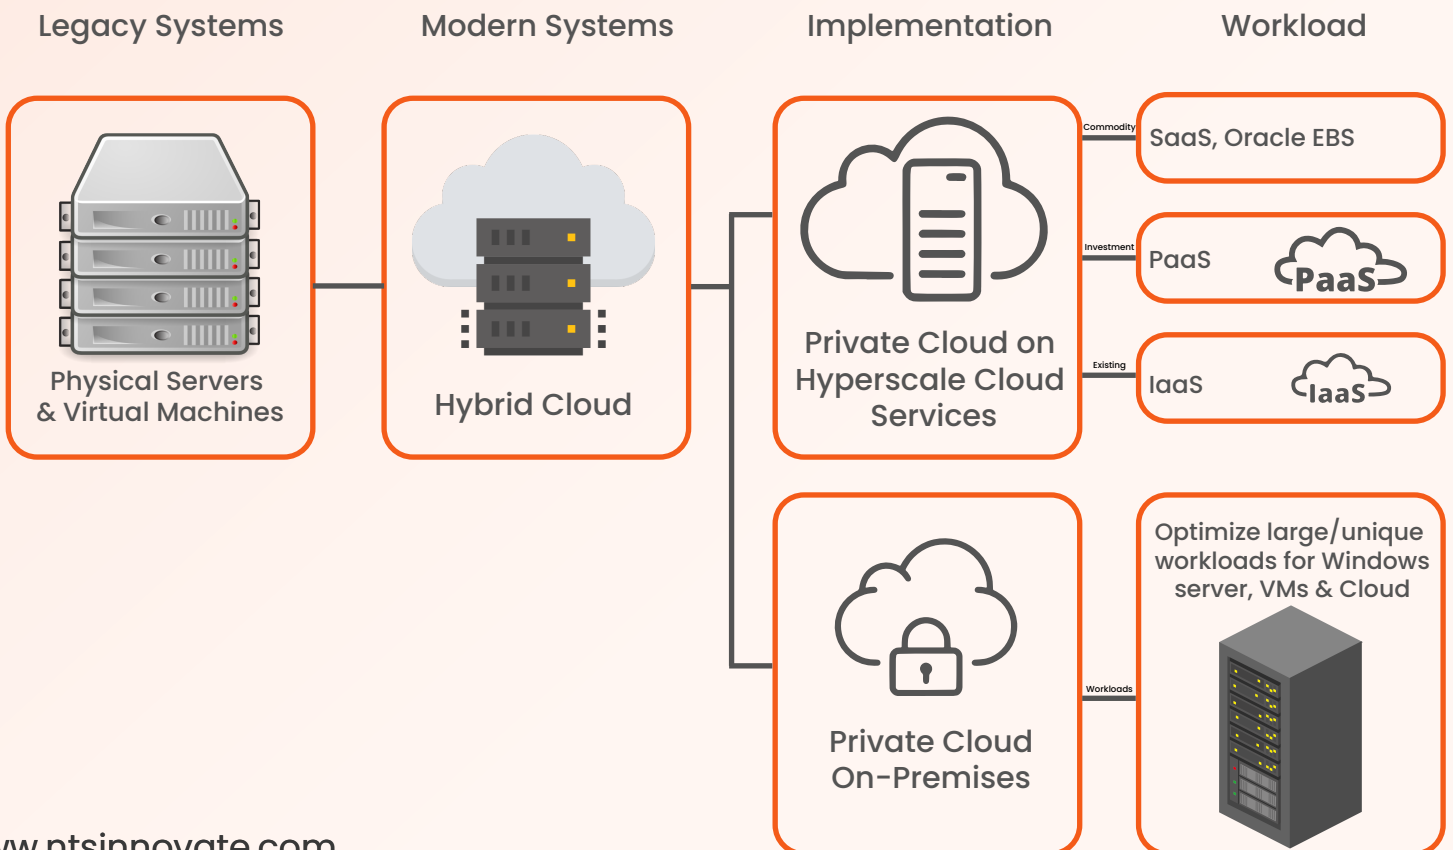 Legacy Systems
Modern Systems
Implementation
Workload
Physical Servers
& Virtual Machines
Hybrid Cloud
Private Cloud on
Hyperscale Cloud
Services
Commodity
SaaS, Oracle EBS
Investment
PaaS
PaaS
Existing
IaaS
IaaS
Private Cloud
On-Premises
Workloads
Optimize large/unique
workloads for Windows
server, VMs & Cloud
w.ntsinnovate.com